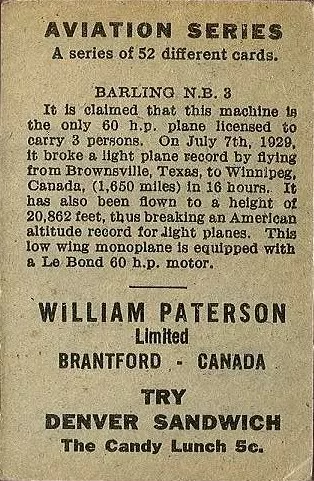 AVIATION SERIES
A series of 52 different cards.
BARLING N.B. 3
It is claimed that this machine is
the only 60 h.p. plane licensed to
carry 3 persons. On July 7th, 1929,
it broke a light plane record by flying
from Brownsville, Texas, to Winnipeg,
Canada, (1,650 miles) in 16 hours. It
has also been flown to a height of
20,862 feet, thus breaking an American
altitude record for light planes. This
low wing monoplane is equipped with
a Le Bond 60 h.p. motor.
WILLIAM PATERSON
Limited
BRANTFORD - CANADA
TRY
DENVER SANDWICH
The Candy Lunch 5c.